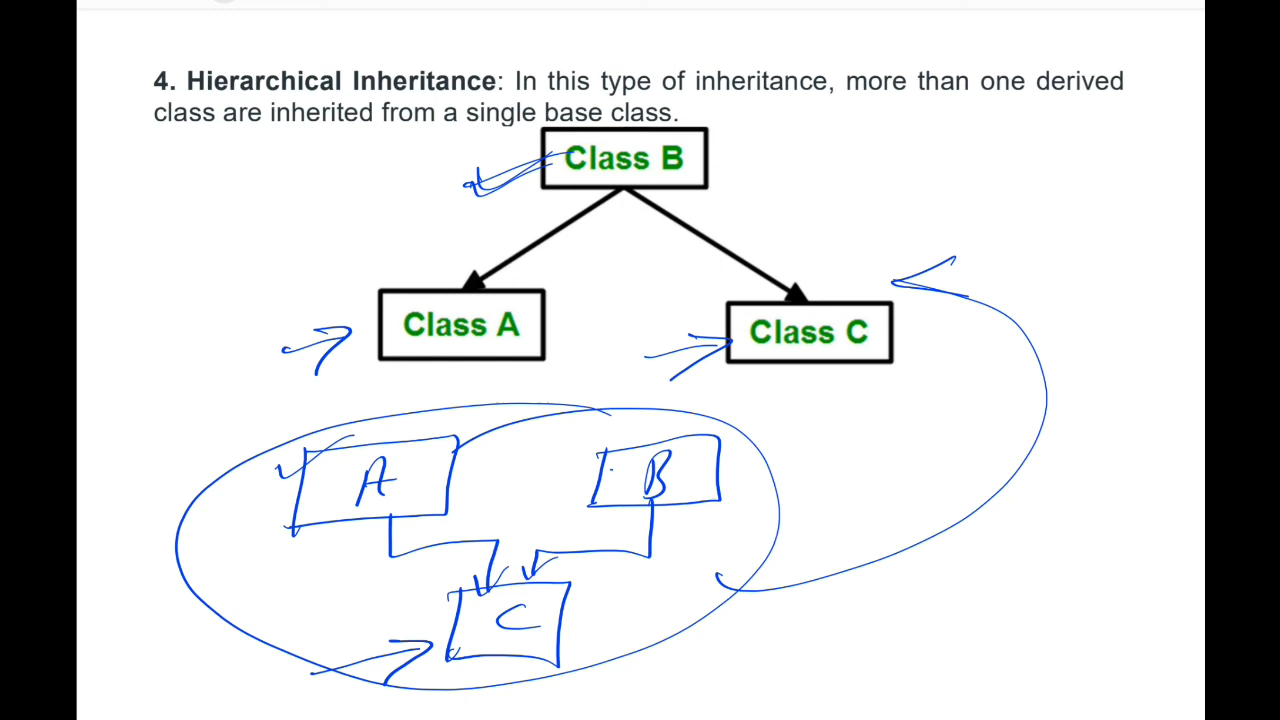 4. Hierarchical Inheritance: In this type of inheritance, more than one derived
class are inherited from a single base class.
Class B
Class A
Class C
A
B
C